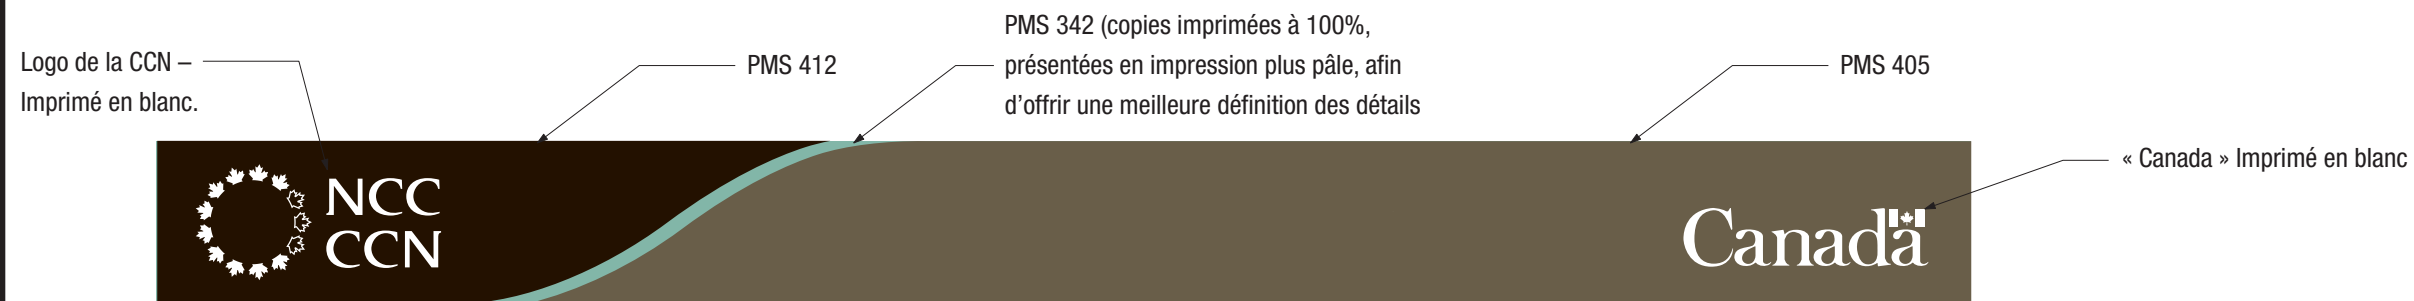 Logo de la CCN –
Imprimé en blanc.
PMS 412
PMS 342 (copies imprimées à 100%,
présentées en impression plus pâle, afin
d’offrir une meilleure définition des détails
PMS 405
« Canada » Imprimé en blanc
NCC
CCN
Canada